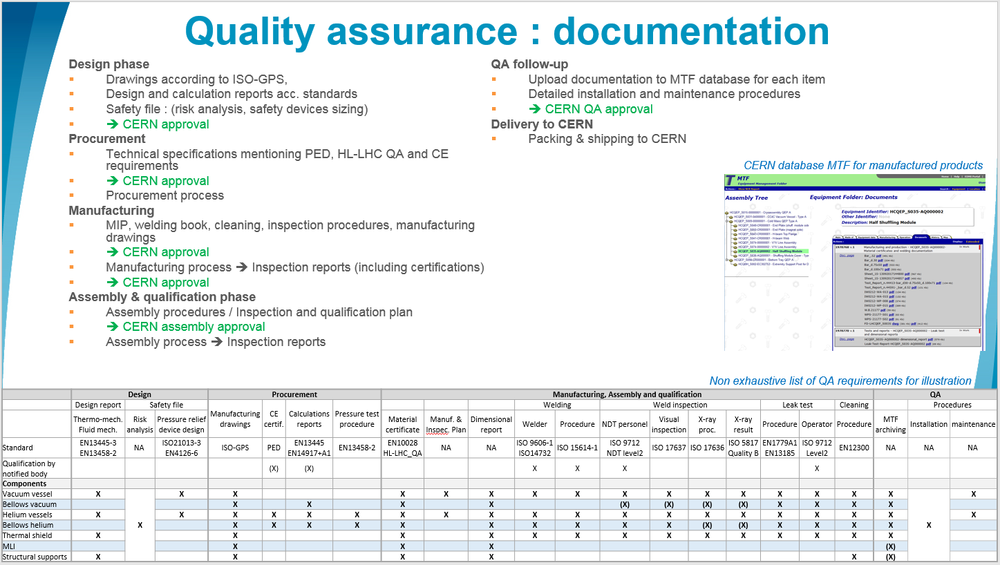 Quality assurance : documentation
Design phase
Drawings according to ISO-GPS,
Design and calculation reports acc. standards
Safety file : (risk analysis, safety devices sizing)
➔ CERN approval
Procurement
Technical specifications mentioning PED, HL-LHC QA and CE
requirements
➔ CERN approval
Procurement process
Manufacturing
MIP, welding book, cleaning, inspection procedures, manufacturing
drawings
➔ CERN approval
Manufacturing process ➔ Inspection reports (including certifications)
➔ CERN approval
Assembly & qualification phase
Assembly procedures / Inspection and qualification plan
➔ CERN assembly approval
Assembly process ➔ Inspection reports
QA follow-up
Upload documentation to MTF database for each item
Detailed installation and maintenance procedures
➔ CERN QA approval
Delivery to CERN
Packing & shipping to CERN
CERN database MTF for manufactured products
MTF
Equipment Management Folder
Assembly Tree
Equipment Folder: Documents
Equipment Identifier: HCQEP_S035-AQ000002
Other Identifier: None
Description: Half Shuffling Module
Non exhaustive list of QA requirements for illustration
Design Procurement Manufacturing, Assembly and qualification QA
Design report Safety file Welding Weld inspection Leak test Cleaning Procedures
Thermo-mech. Fluid mech. Risk analysis Pressure relief device design Manufacturing drawings CE certif. Calculations reports Pressure test procedure Material certificate Manuf. & Inspec. Plan Dimensional report Welder Procedure NDT personel Visual inspection X-ray proc. X-ray result Procedure Operator Procedure MTF archiving Installation maintenance
Standard EN13445-3 EN13458-2 NA ISO21013-3 EN4126-6 ISO-GPS PED EN13445 EN14917+A1 EN13458-2 EN10028 HL-LHC_QA NA NA ISO 9606-1 ISO14732 ISO 15614-1 ISO 9712 NDT level2 ISO 17637 ISO 17636 ISO 5817 Quality B EN1779A1 EN13185 ISO 9712 Level2 EN12300 NA NA NA
Qualification by notified body (X) (X) X X X X
Components
Vacuum vessel X X X X X X X X X X X X X X X X X
Bellows vacuum X X X X (X) (X) (X) (X) X X X X
Helium vessels X X X X X X X X X X X X X X X X X X X X
Bellows helium X X X X X X X X X X X (X) (X) X X X X X
Thermal shield X X X X X X X X X X X X X X
MLI X X X (X)
Structural supports X X X X X (X)